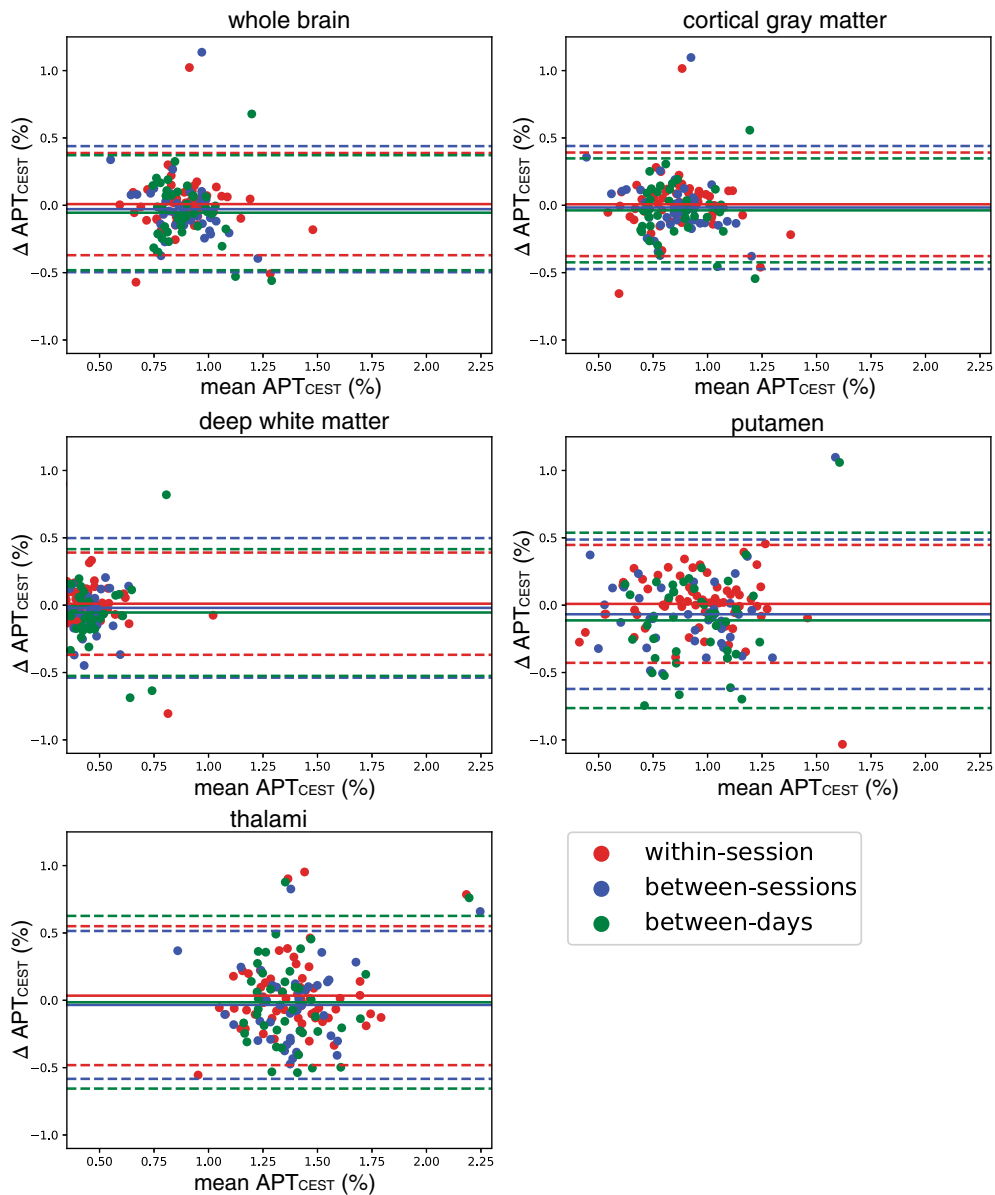 whole brain
1.0
0.5
0.0
−0.5
−1.0
Δ APTCEST (%)
0.50 0.75 1.00 1.25 1.50 1.75 2.00 2.25
mean APTCEST (%)
cortical gray matter
1.0
0.5
0.0
−0.5
−1.0
Δ APTCEST (%)
0.50 0.75 1.00 1.25 1.50 1.75 2.00 2.25
mean APTCEST (%)
deep white matter
1.0
0.5
0.0
−0.5
−1.0
Δ APTCEST (%)
0.50 0.75 1.00 1.25 1.50 1.75 2.00 2.25
mean APTCEST (%)
putamen
1.0
0.5
0.0
−0.5
−1.0
Δ APTCEST (%)
0.50 0.75 1.00 1.25 1.50 1.75 2.00 2.25
mean APTCEST (%)
thalami
1.0
0.5
0.0
−0.5
−1.0
Δ APTCEST (%)
0.50 0.75 1.00 1.25 1.50 1.75 2.00 2.25
mean APTCEST (%)
within-session
between-sessions
between-days